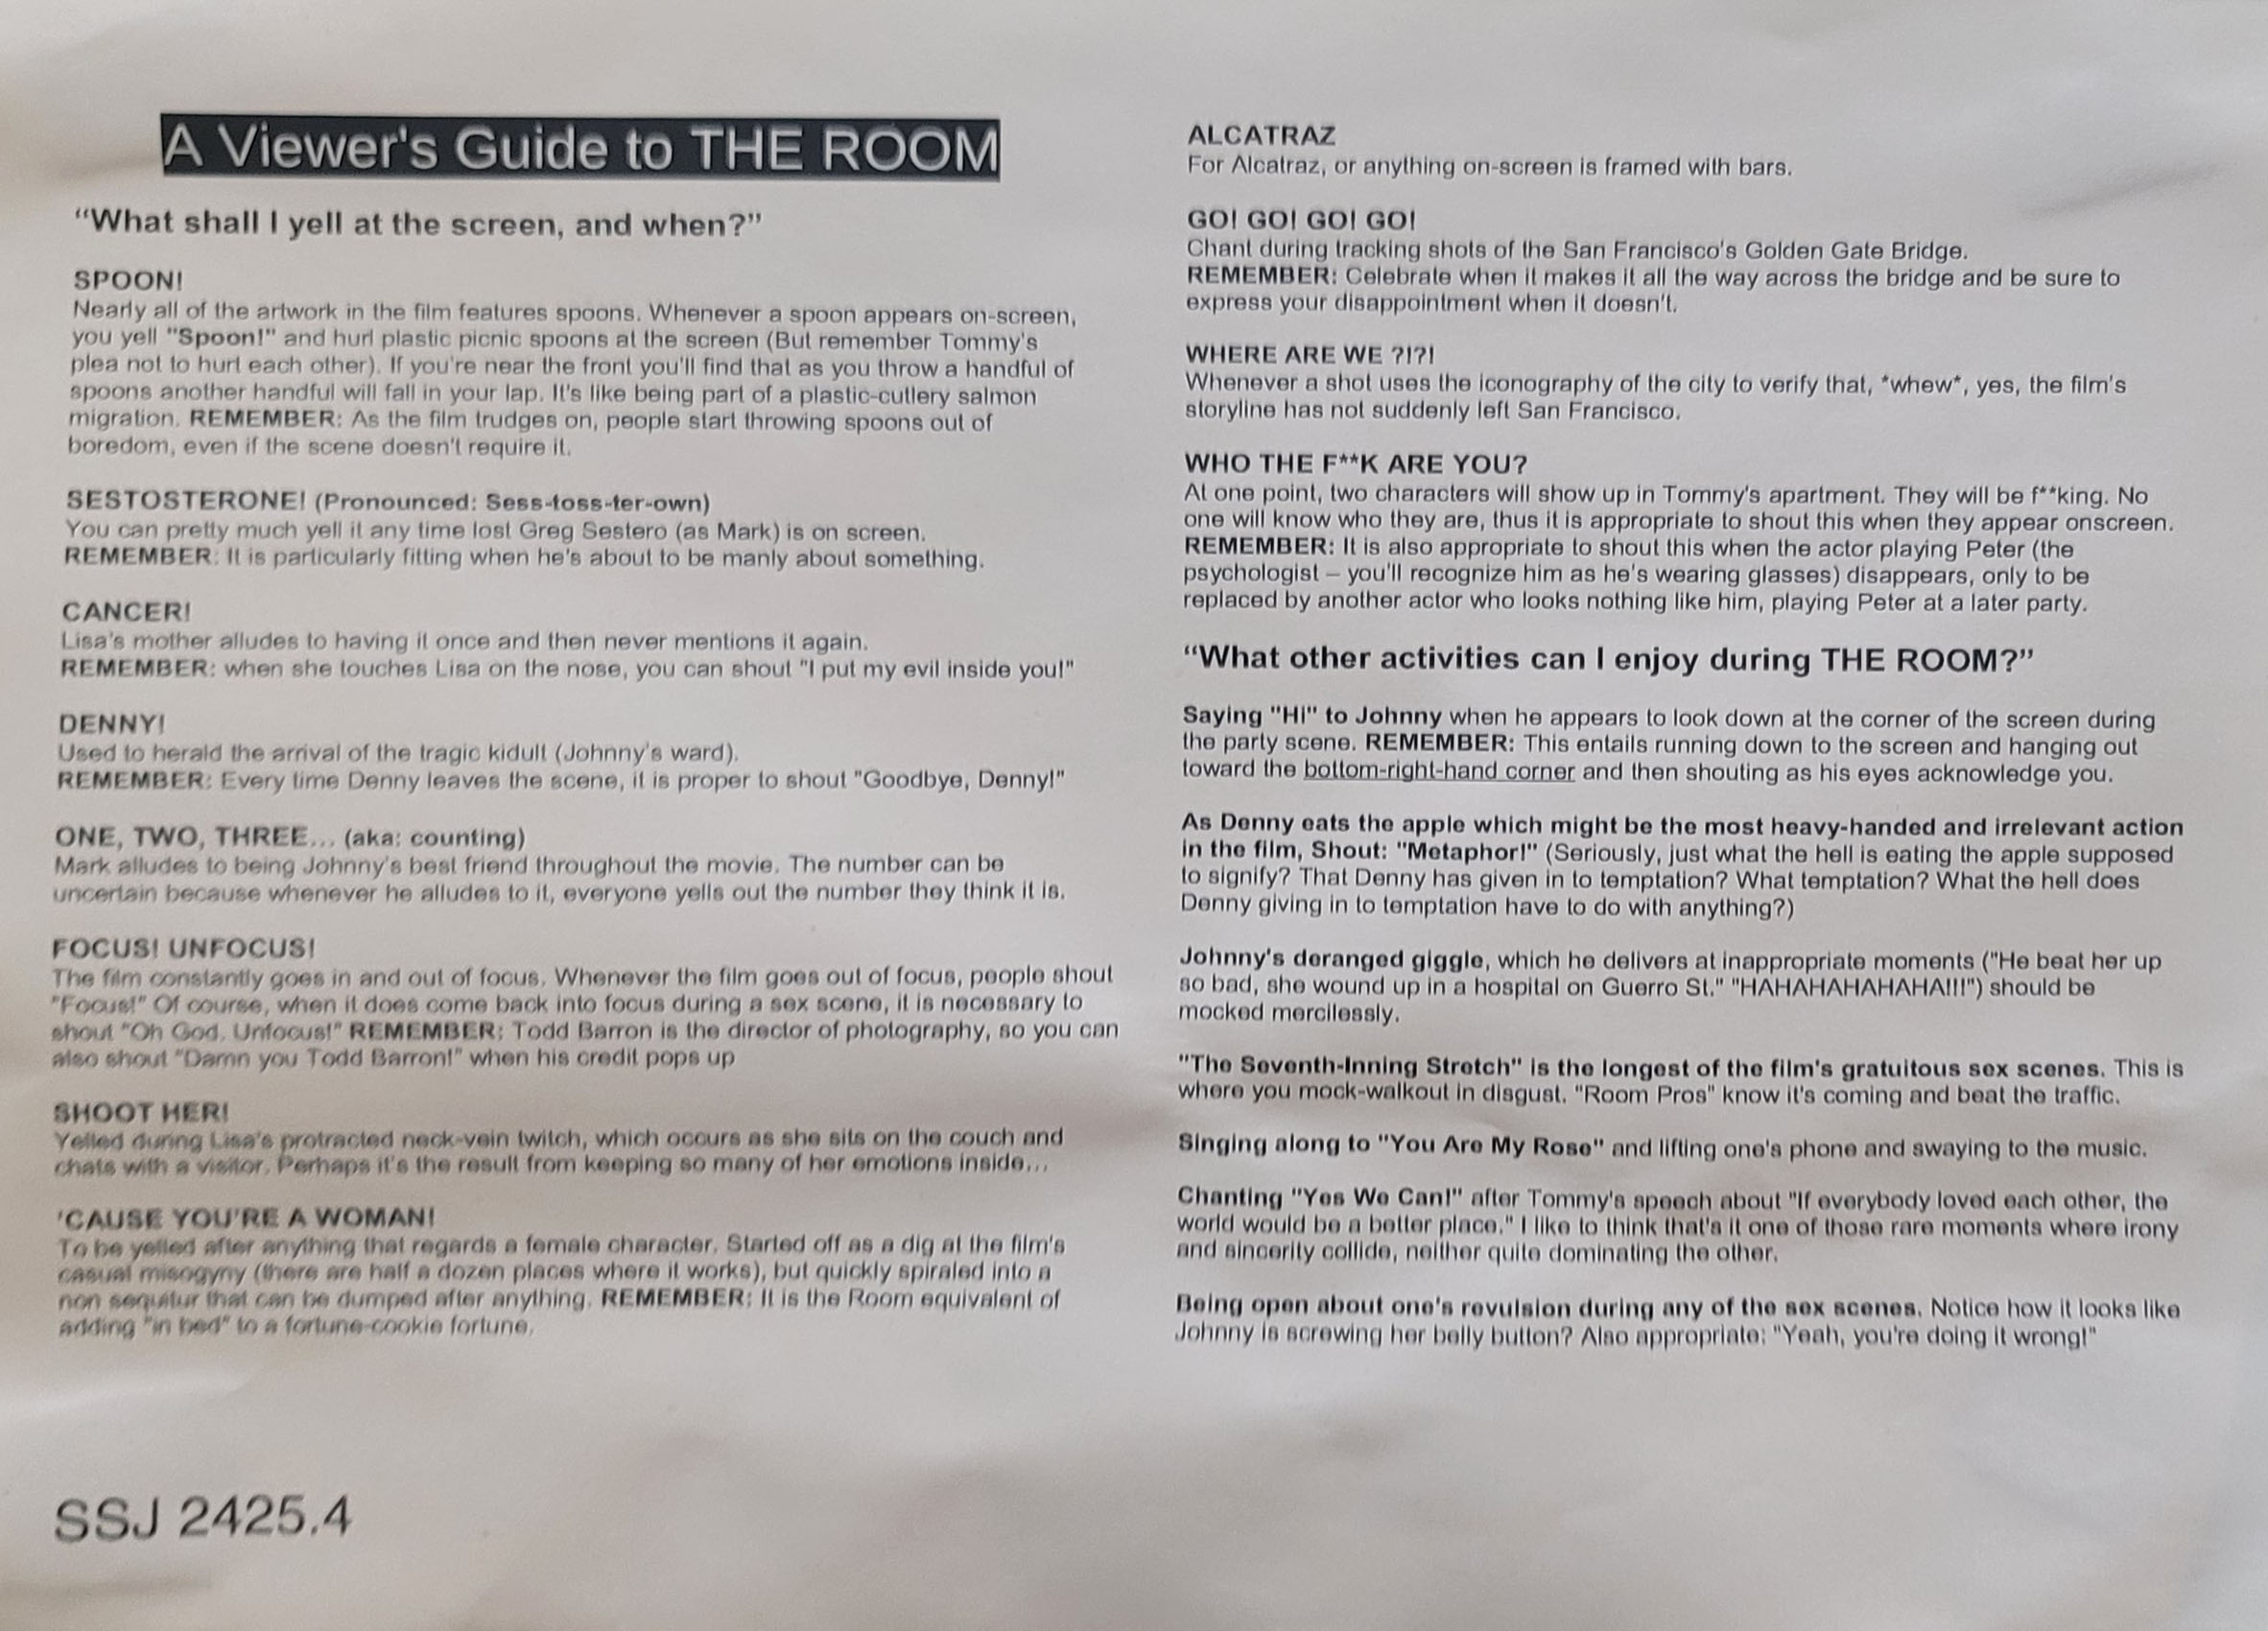 A Viewer's Guide to THE ROOM
“What shall I yell at the screen, and when?”
SPOON!
Nearly all of the artwork in the film features spoons. Whenever a spoon appears on-screen,
you yell "Spoon!" and hurl plastic picnic spoons at the screen (But remember Tommy's
plea not to hurt each other). If you're near the front you'll find that as you throw a handful of
spoons another handful will fall in your lap. It's like being part of a plastic-cutlery salmon
migration. REMEMBER: As the film trudges on, people start throwing spoons out of
boredom, even if the scene doesn't require it.
SESTOSTERONE! (Pronounced: Sess-toss-ter-own)
You can pretty much yell it any time lost Greg Sestero (as Mark) is on screen.
REMEMBER: It is particularly fitting when he's about to be manly about something.
CANCER!
Lisa's mother alludes to having it once and then never mentions it again.
REMEMBER: when she touches Lisa on the nose, you can shout "I put my evil inside you!"
DENNY!
Used to herald the arrival of the tragic kidult (Johnny's ward).
REMEMBER: Every time Denny leaves the scene, it is proper to shout "Goodbye, Denny!"
ONE, TWO, THREE... (aka: counting)
Mark alludes to being Johnny's best friend throughout the movie. The number can be
uncertain because whenever he alludes to it, everyone yells out the number they think it is.
FOCUS! UNFOCUS!
The film constantly goes in and out of focus. Whenever the film goes out of focus, people shout
"Focus!" Of course, when it does come back into focus during a sex scene, it is necessary to
shout "Oh God, Unfocus!" REMEMBER: Todd Barron is the director of photography, so you can
also shout "Damn you Todd Barron!" when his credit pops up
SHOOT HER!
Yelled during Lisa's protracted neck-vein twitch, which occurs as she sits on the couch and
chats with a visitor. Perhaps it's the result from keeping so many of her emotions inside...
'CAUSE YOU'RE A WOMAN!
To be yelled after anything that regards a female character. Started off as a dig at the film's
casual misogyny (there are half a dozen places where it works), but quickly spiraled into a
non sequitur that can be dumped after anything. REMEMBER: It is the Room equivalent of
adding "in bed" to a fortune-cookie fortune.
SSJ 2425.4
ALCATRAZ
For Alcatraz, or anything on-screen is framed with bars.
GO! GO! GO! GO!
Chant during tracking shots of the San Francisco's Golden Gate Bridge.
REMEMBER: Celebrate when it makes it all the way across the bridge and be sure to
express your disappointment when it doesn't.
WHERE ARE WE ?!?!
Whenever a shot uses the iconography of the city to verify that, *whew*, yes, the film's
storyline has not suddenly left San Francisco.
WHO THE F**K ARE YOU?
At one point, two characters will show up in Tommy's apartment. They will be f**king. No
one will know who they are, thus it is appropriate to shout this when they appear onscreen.
REMEMBER: It is also appropriate to shout this when the actor playing Peter (the
psychologist – you'll recognize him as he's wearing glasses) disappears, only to be
replaced by another actor who looks nothing like him, playing Peter at a later party.
“What other activities can I enjoy during THE ROOM?”
Saying "Hi" to Johnny when he appears to look down at the corner of the screen during
the party scene. REMEMBER: This entails running down to the screen and hanging out
toward the bottom-right-hand corner and then shouting as his eyes acknowledge you.
As Denny eats the apple which might be the most heavy-handed and irrelevant action
in the film, Shout: "Metaphor!" (Seriously, just what the hell is eating the apple supposed
to signify? That Denny has given in to temptation? What temptation? What the hell does
Denny giving in to temptation have to do with anything?)
Johnny's deranged giggle, which he delivers at inappropriate moments ("He beat her up
so bad, she wound up in a hospital on Guerro St." "HAHAHAHAHAHA!!!") should be
mocked mercilessly.
"The Seventh-Inning Stretch" is the longest of the film's gratuitous sex scenes. This is
where you mock-walkout in disgust. "Room Pros" know it's coming and beat the traffic.
Singing along to "You Are My Rose" and lifting one's phone and swaying to the music.
Chanting "Yes We Can!" after Tommy's speech about "If everybody loved each other, the
world would be a better place." I like to think that's it one of those rare moments where irony
and sincerity collide, neither quite dominating the other.
Being open about one's revulsion during any of the sex scenes. Notice how it looks like
Johnny is screwing her belly button? Also appropriate: "Yeah, you're doing it wrong!"